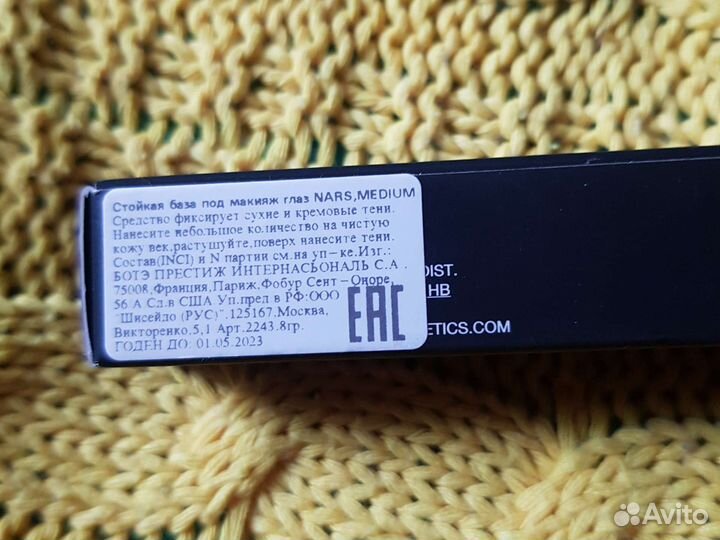 Стойкая база под макияж глаз NARS,MEDIUM
Средство фиксирует сухие и кремовые тени.
Нанесите небольшое количество на чистую
кожу век,растушуйте,поверх нанесите тени.
Состав(INCI) и N партии см.на уп-ке.Изг.:
БОТЭ ПРЕСТИЖ ИНТЕРНАСЬОНАЛЬ С.А.
75008,Франция,Париж,Фобур Сент-Оноре,
56 А Сд.в США Уп.пред в РФ:ООО
"Шисейдо (РУС)".125167.Москва,
Викторенко,5,1 Арт.2243.8гр.
ГОДЕН ДО: 01.05.2023
EAC
DIST.
HB
ETICS.COM
Avito